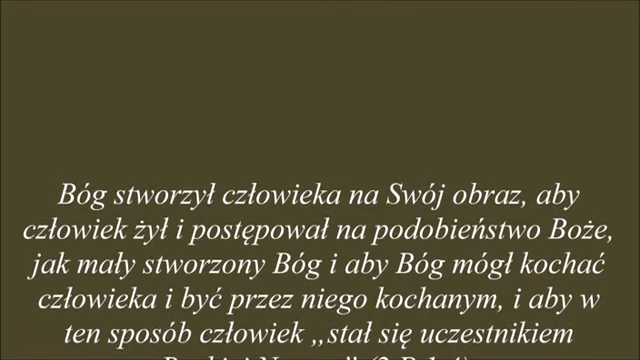 Bóg stworzył człowieka na Swój obraz, aby
człowiek żył i postępował na podobieństwo Boże,
jak mały stworzony Bóg i aby Bóg mógł kochać
człowieka i być przez niego kochanym, i aby w
ten sposób człowiek ,,stał się uczestnikiem